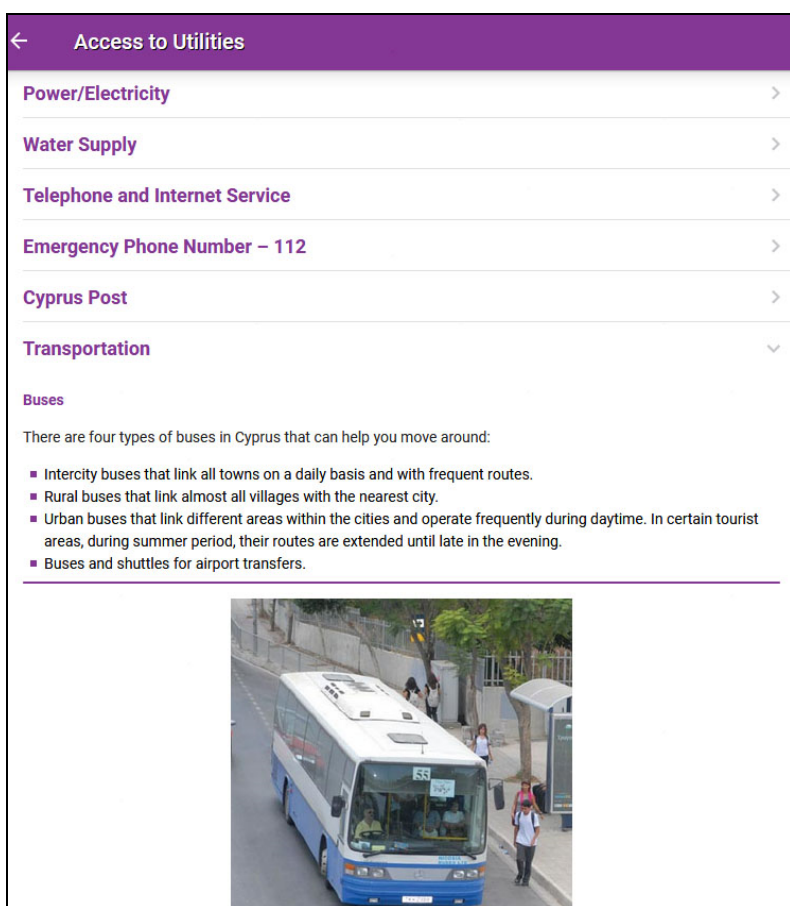 Access to Utilities
Power/Electricity
Water Supply
Telephone and Internet Service
Emergency Phone Number – 112
Cyprus Post
Transportation
Buses
There are four types of buses in Cyprus that can help you move around:
Intercity buses that link all towns on a daily basis and with frequent routes.
Rural buses that link almost all villages with the nearest city.
Urban buses that link different areas within the cities and operate frequently during daytime. In certain tourist
areas, during summer period, their routes are extended until late in the evening.
Buses and shuttles for airport transfers.
55